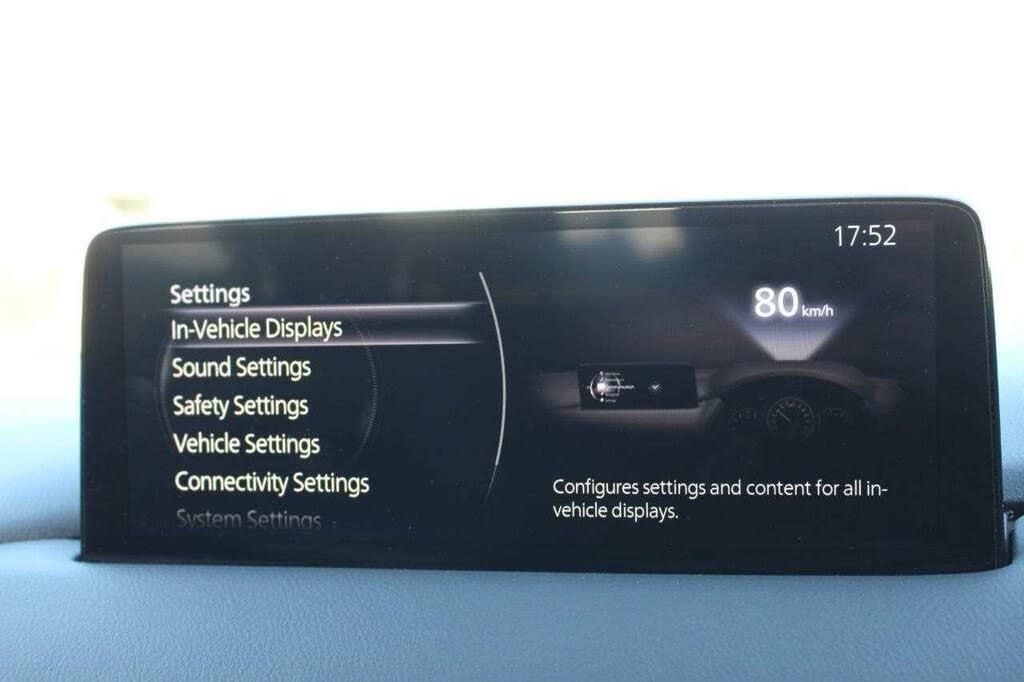 17:52
Settings
In-Vehicle Displays
Sound Settings
Safety Settings
Vehicle Settings
Connectivity Settings
System Settings
80 km/h
Communication
Configures settings and content for all in-
vehicle displays.